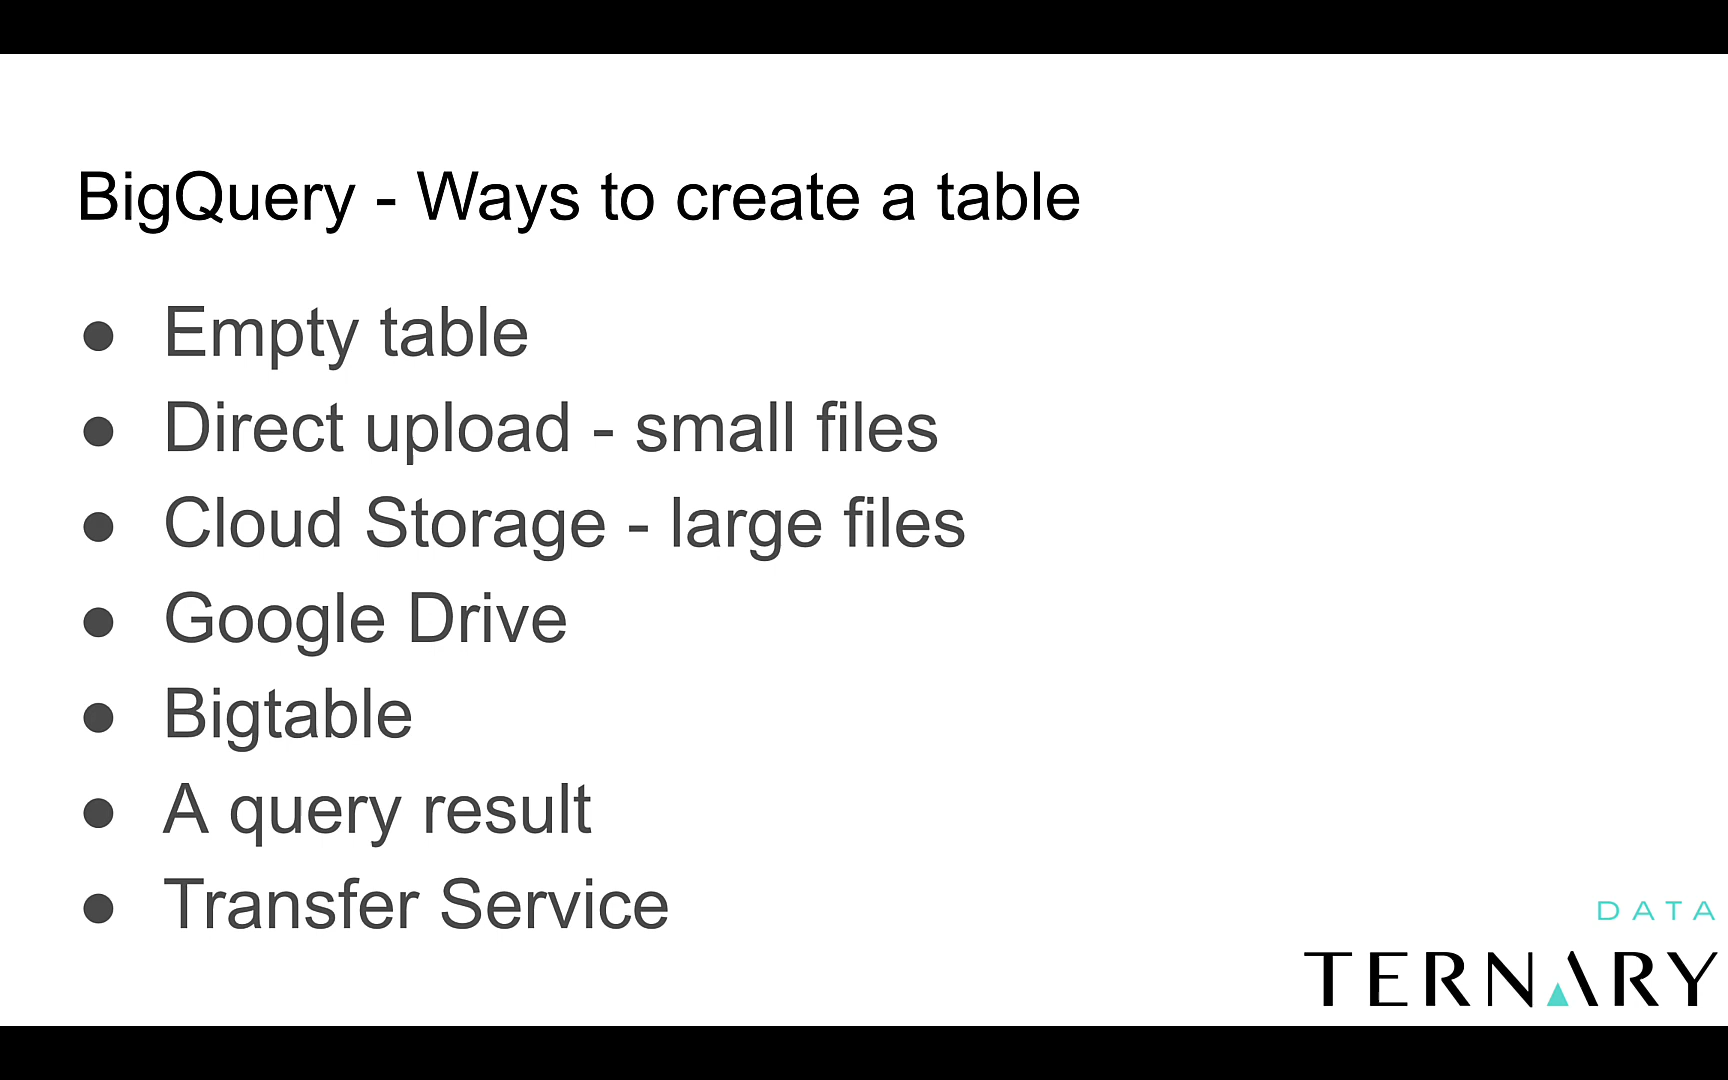 BigQuery - Ways to create a table
● Empty table
● Direct upload - small files
● Cloud Storage - large files
● Google Drive
● Bigtable
● A query result
● Transfer Service
DATA
TERNARY